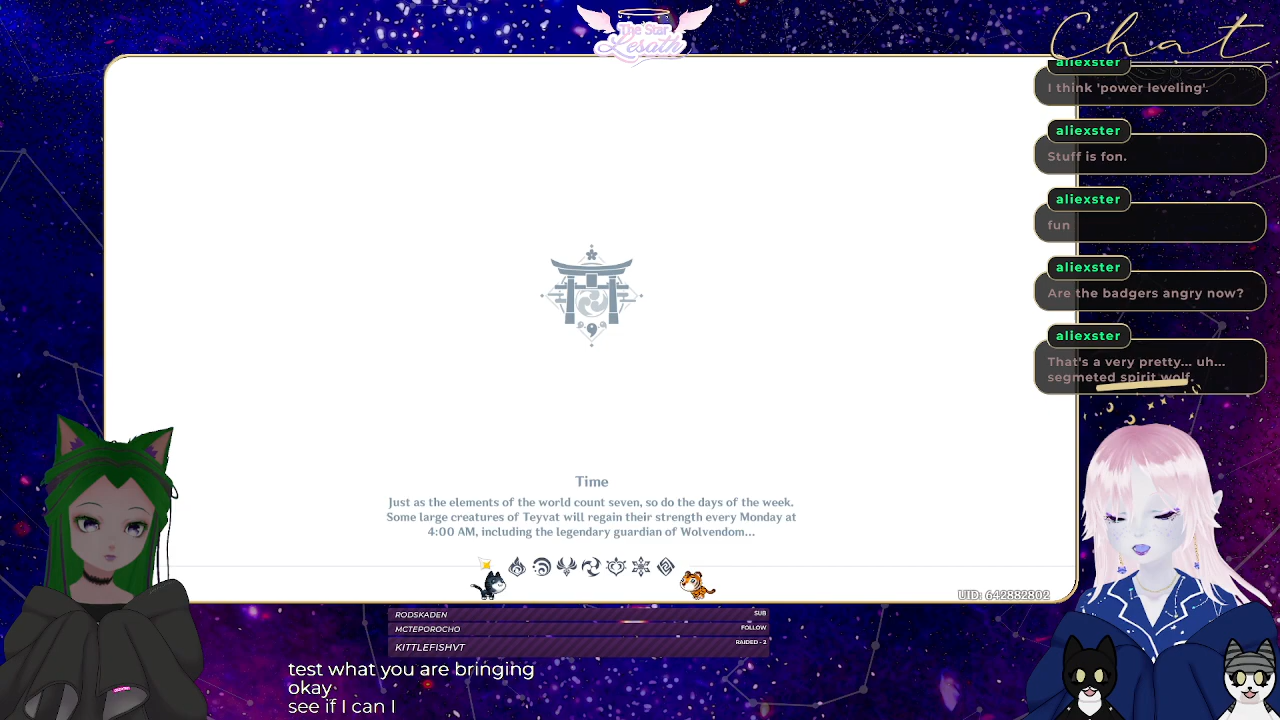 The Star
Lesath
Chat
aliexster
I think 'power leveling'.
aliexster
Stuff is fon.
aliexster
fun
aliexster
Are the badgers angry now?
aliexster
That's a very pretty... uh...
segmeted spirit wolf.
Time
Just as the elements of the world count seven, so do the days of the week.
Some large creatures of Teyvat will regain their strength every Monday at
4:00 AM, including the legendary guardian of Wolvendom...
UID: 642882802
RODSKADEN SUB
MCTEPOROCHO FOLLOW
KITTLEFISHVT RAIDED - 2
test what you are bringing
okay.
see if I can I